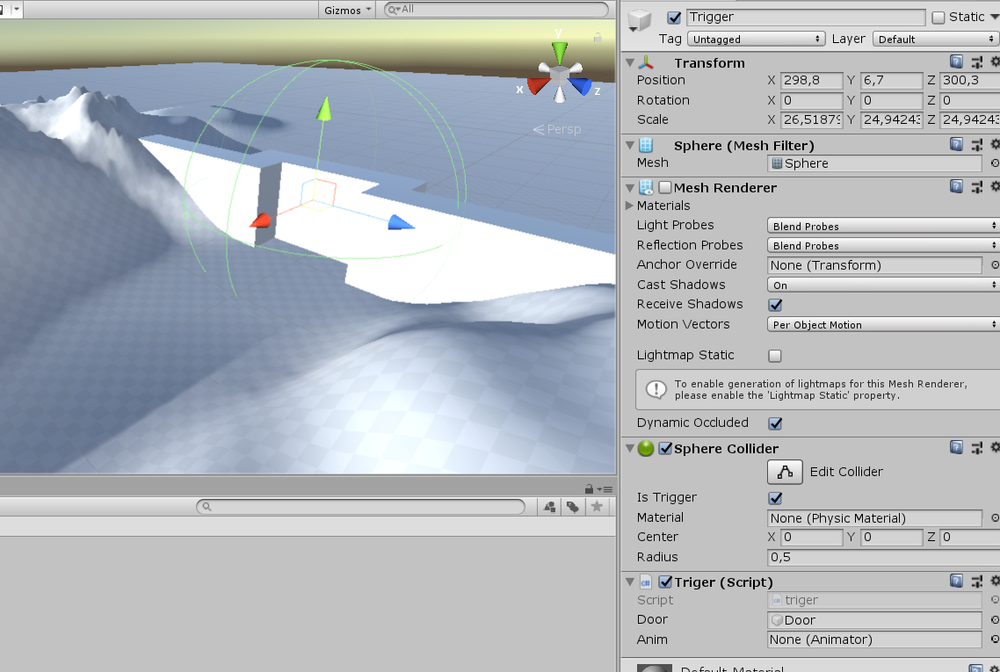 Gizmos
All
y
x
z
Persp
Trigger
Static
Tag Untagged Layer Default
Transform
Position X 298,8 Y 6,7 Z 300,3
Rotation X 0 Y 0 Z 0
Scale X 26,51879 Y 24,94243 Z 24,94243
Sphere (Mesh Filter)
Mesh Sphere
Mesh Renderer
Materials
Light Probes Blend Probes
Reflection Probes Blend Probes
Anchor Override None (Transform)
Cast Shadows On
Receive Shadows
Motion Vectors Per Object Motion
Lightmap Static
To enable generation of lightmaps for this Mesh Renderer,
please enable the 'Lightmap Static' property.
Dynamic Occluded
Sphere Collider
Edit Collider
Is Trigger
Material None (Physic Material)
Center X 0 Y 0 Z 0
Radius 0,5
Triger (Script)
Script triger
Door Door
Anim None (Animator)
Default-Material